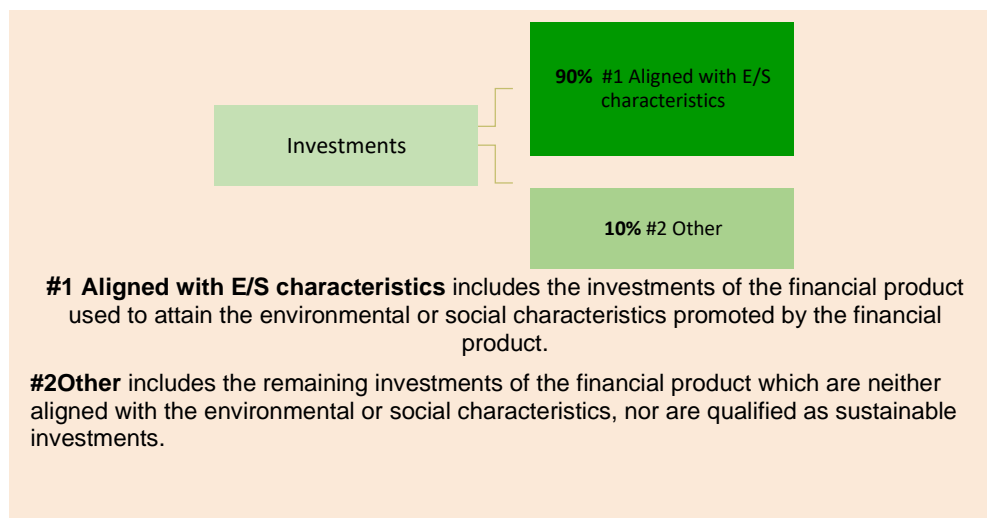 90% #1 Aligned with E/S
characteristics
Investments
10% #2 Other
#1 Aligned with E/S characteristics includes the investments of the financial product
used to attain the environmental or social characteristics promoted by the financial
product.
#2Other includes the remaining investments of the financial product which are neither
aligned with the environmental or social characteristics, nor are qualified as sustainable
investments.